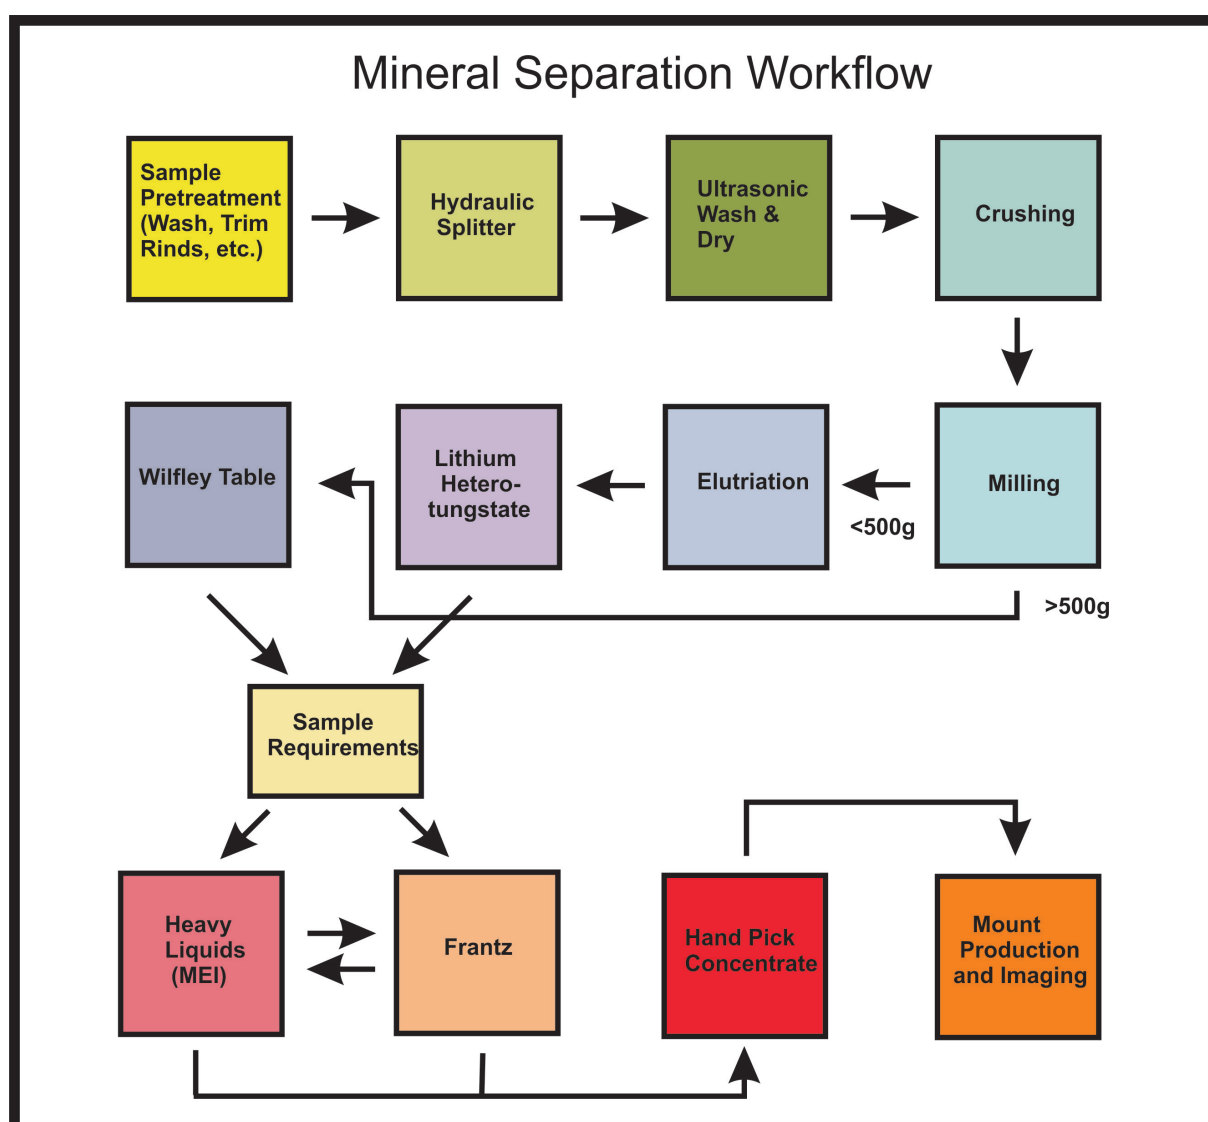 Mineral Separation Workflow
Sample
Pretreatment
(Wash, Trim
Rinds, etc.)
Hydraulic
Splitter
Ultrasonic
Wash &
Dry
Crushing
Wilfley Table
Lithium
Hetero-
tungstate
Elutriation
Milling
<500g
>500g
Sample
Requirements
Heavy
Liquids
(MEI)
Frantz
Hand Pick
Concentrate
Mount
Production
and Imaging